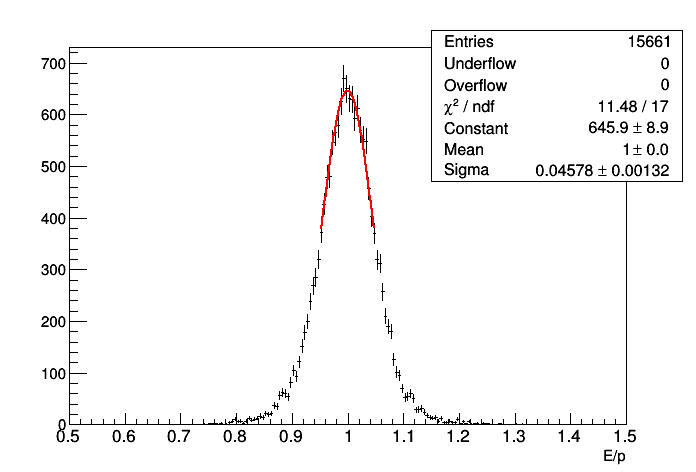 Entries 15661
Underflow 0
Overflow 0
χ² / ndf 11.48 / 17
Constant 645.9 ± 8.9
Mean 1 ± 0.0
Sigma 0.04578 ± 0.00132
700
600
500
400
300
200
100
0
0.5 0.6 0.7 0.8 0.9 1 1.1 1.2 1.3 1.4 1.5
E/p